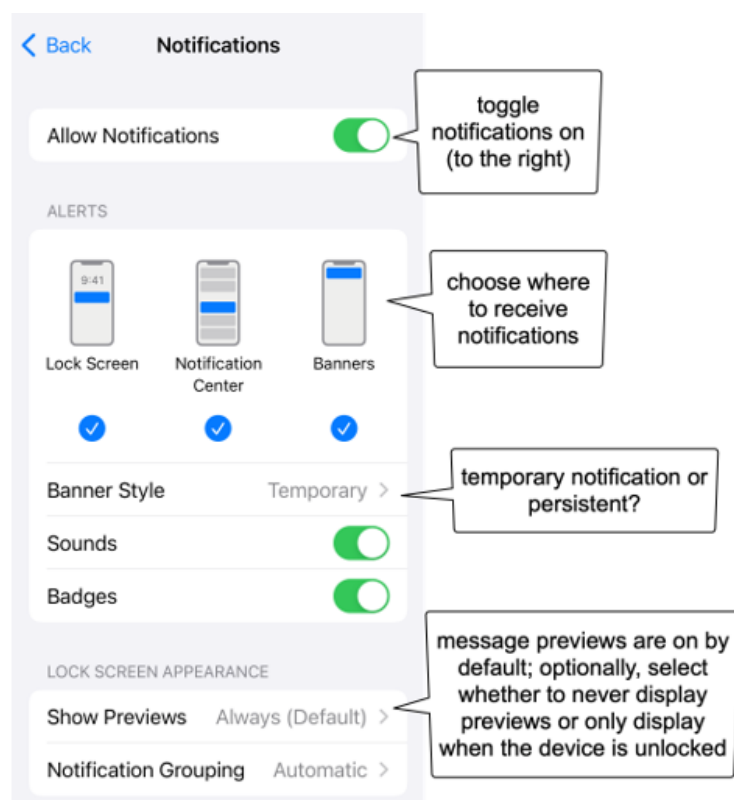 Back
Notifications
Allow Notifications
toggle
notifications on
(to the right)
ALERTS
9:41
Lock Screen
Notification
Center
Banners
choose where
to receive
notifications
Banner Style
Temporary
temporary notification or
persistent?
Sounds
Badges
LOCK SCREEN APPEARANCE
Show Previews
Always (Default)
message previews are on by
default; optionally, select
whether to never display
previews or only display
when the device is unlocked
Notification Grouping
Automatic